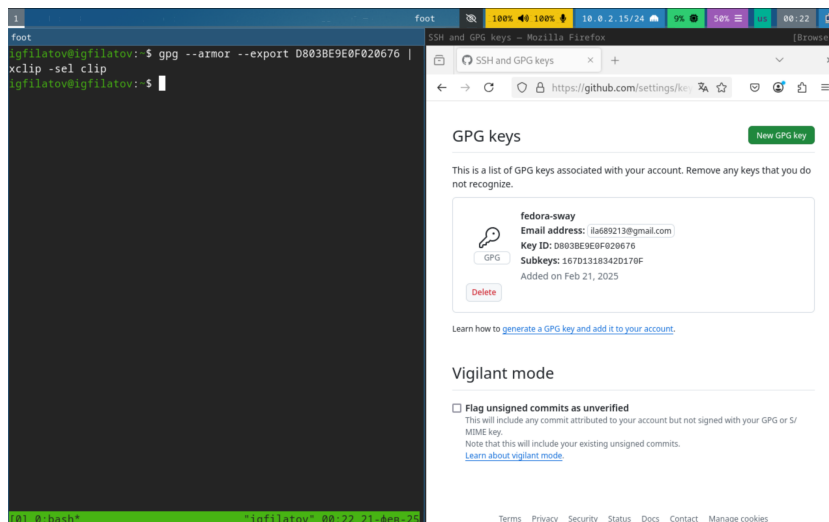 1
foot
100% 100%
10.0.2.15/24
9%
50%
us
00:22
foot
igfilatov@igfilatov:~$ gpg --armor --export D803BE9E0F020676 |
xclip -sel clip
igfilatov@igfilatov:~$
[0] 0:bash* "igfilatov" 00:22 21-фев-25
SSH and GPG keys — Mozilla Firefox [Browse
SSH and GPG keys
https://github.com/settings/key
GPG keys
New GPG key
This is a list of GPG keys associated with your account. Remove any keys that you do
not recognize.
fedora-sway
Email address: ila689213@gmail.com
Key ID: D803BE9E0F020676
GPG
Subkeys: 167D1318342D170F
Added on Feb 21, 2025
Delete
Learn how to generate a GPG key and add it to your account.
Vigilant mode
Flag unsigned commits as unverified
This will include any commit attributed to your account but not signed with your GPG or S/
MIME key.
Note that this will include your existing unsigned commits.
Learn about vigilant mode.
Terms Privacy Security Status Docs Contact Manage cookies